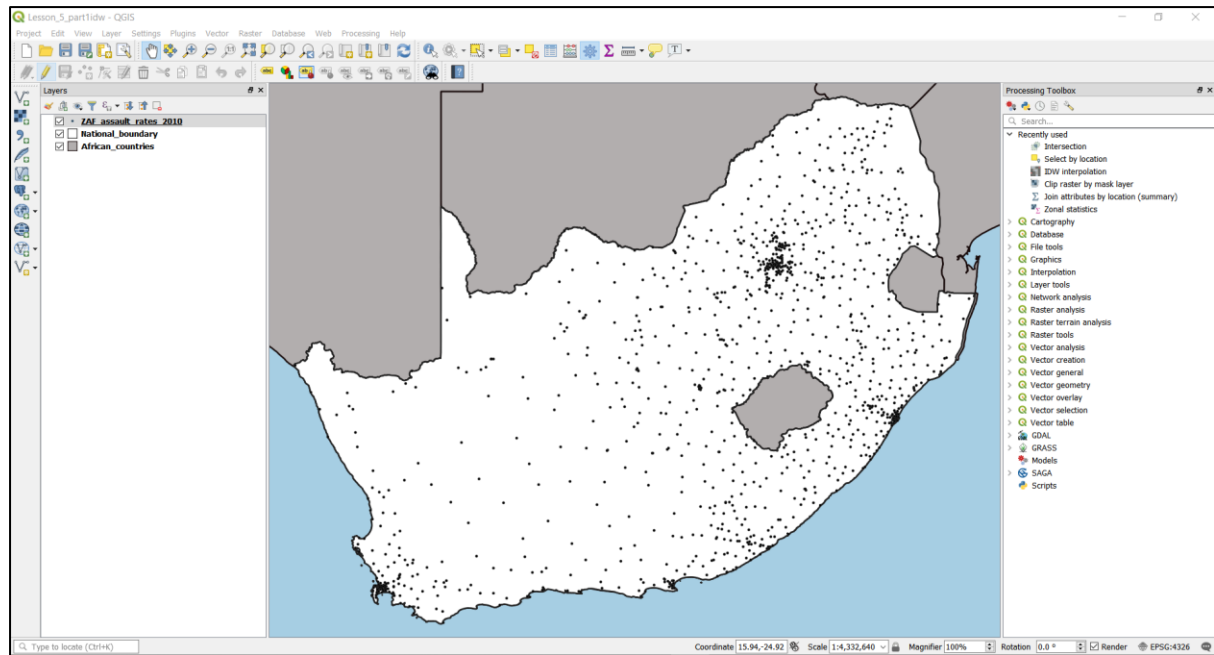 Lesson_5_part1idw - QGIS
Project Edit View Layer Settings Plugins Vector Raster Database Web Processing Help
Layers
ZAF_assault_rates_2010
National_boundary
African_countries
Processing Toolbox
Search...
Recently used
Intersection
Select by location
IDW interpolation
Clip raster by mask layer
Join attributes by location (summary)
Zonal statistics
Cartography
Database
File tools
Graphics
Interpolation
Layer tools
Network analysis
Raster analysis
Raster terrain analysis
Raster tools
Vector analysis
Vector creation
Vector general
Vector geometry
Vector overlay
Vector selection
Vector table
GDAL
GRASS
Models
SAGA
Scripts
Type to locate (Ctrl+K) Coordinate 15.94,-24.92 Scale 1:4,332,640 Magnifier 100% Rotation 0.0 ° Render EPSG:4326